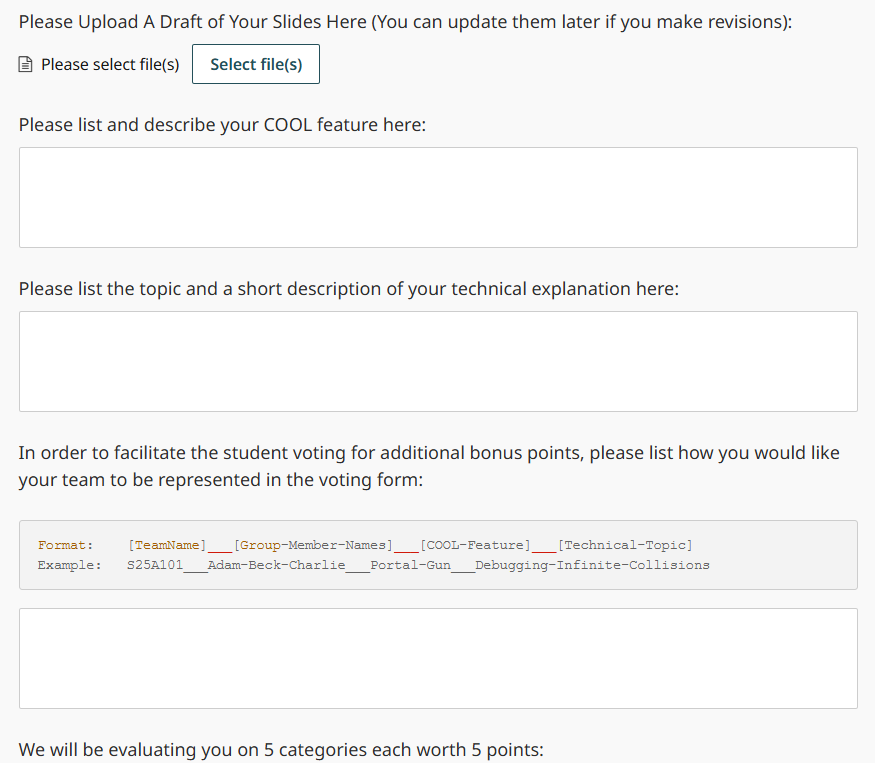 Please Upload A Draft of Your Slides Here (You can update them later if you make revisions):
Please select file(s) Select file(s)
Please list and describe your COOL feature here:
Please list the topic and a short description of your technical explanation here:
In order to facilitate the student voting for additional bonus points, please list how you would like
your team to be represented in the voting form:
Format: [TeamName]___[Group-Member-Names]___[COOL-Feature]___[Technical-Topic]
Example: S25A101___Adam-Beck-Charlie___Portal-Gun___Debugging-Infinite-Collisions
We will be evaluating you on 5 categories each worth 5 points: